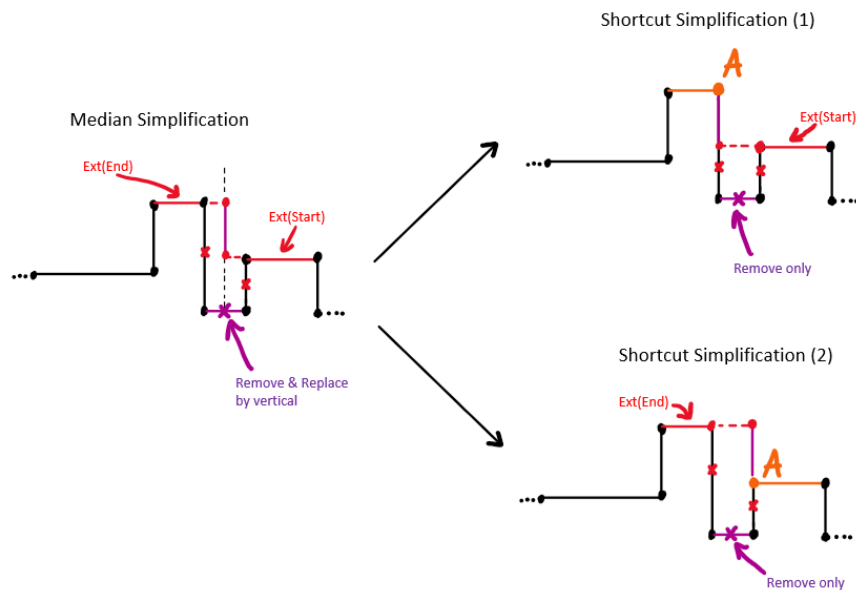 Shortcut Simplification (1)
A
Ext(Start)
Remove only
Median Simplification
Ext(End)
Ext(Start)
Remove & Replace
by vertical
Shortcut Simplification (2)
Ext(End)
A
Remove only